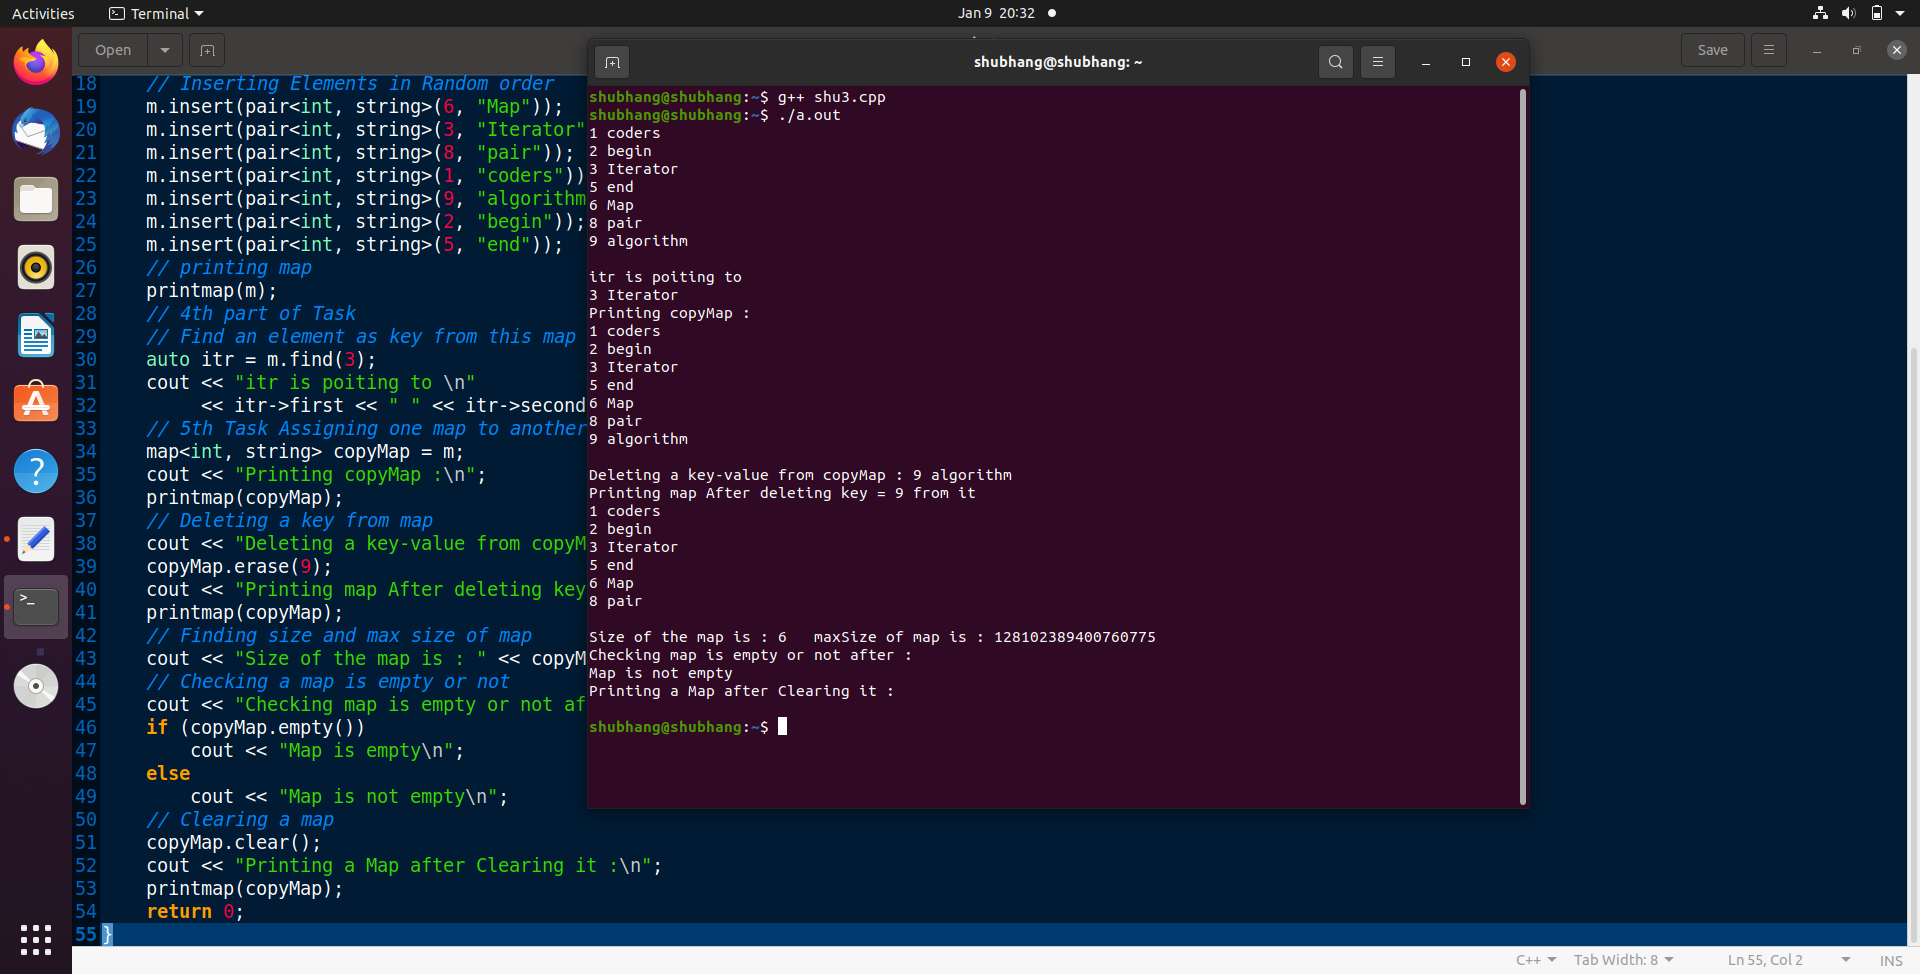 Activities
Terminal
Jan 9 20:32
Open
Save
18 // Inserting Elements in Random order
19 m.insert(pair<int, string>(6, "Map"));
20 m.insert(pair<int, string>(3, "Iterator"
21 m.insert(pair<int, string>(8, "pair"));
22 m.insert(pair<int, string>(1, "coders"))
23 m.insert(pair<int, string>(9, "algorithm
24 m.insert(pair<int, string>(2, "begin"));
25 m.insert(pair<int, string>(5, "end"));
26 // printing map
27 printmap(m);
28 // 4th part of Task
29 // Find an element as key from this map
30 auto itr = m.find(3);
31 cout << "itr is poiting to \n"
32 << itr->first << " " << itr->second
33 // 5th Task Assigning one map to another
34 map<int, string> copyMap = m;
35 cout << "Printing copyMap :\n";
36 printmap(copyMap);
37 // Deleting a key from map
38 cout << "Deleting a key-value from copyM
39 copyMap.erase(9);
40 cout << "Printing map After deleting key
41 printmap(copyMap);
42 // Finding size and max size of map
43 cout << "Size of the map is : " << copyM
44 // Checking a map is empty or not
45 cout << "Checking map is empty or not af
46 if (copyMap.empty())
47 cout << "Map is empty\n";
48 else
49 cout << "Map is not empty\n";
50 // Clearing a map
51 copyMap.clear();
52 cout << "Printing a Map after Clearing it :\n";
53 printmap(copyMap);
54 return 0;
55 }
shubhang@shubhang: ~
shubhang@shubhang:~$ g++ shu3.cpp
shubhang@shubhang:~$ ./a.out
1 coders
2 begin
3 Iterator
5 end
6 Map
8 pair
9 algorithm
itr is poiting to
3 Iterator
Printing copyMap :
1 coders
2 begin
3 Iterator
5 end
6 Map
8 pair
9 algorithm
Deleting a key-value from copyMap : 9 algorithm
Printing map After deleting key = 9 from it
1 coders
2 begin
3 Iterator
5 end
6 Map
8 pair
Size of the map is : 6 maxSize of map is : 128102389400760775
Checking map is empty or not after :
Map is not empty
Printing a Map after Clearing it :
shubhang@shubhang:~$
C++
Tab Width: 8
Ln 55, Col 2
INS